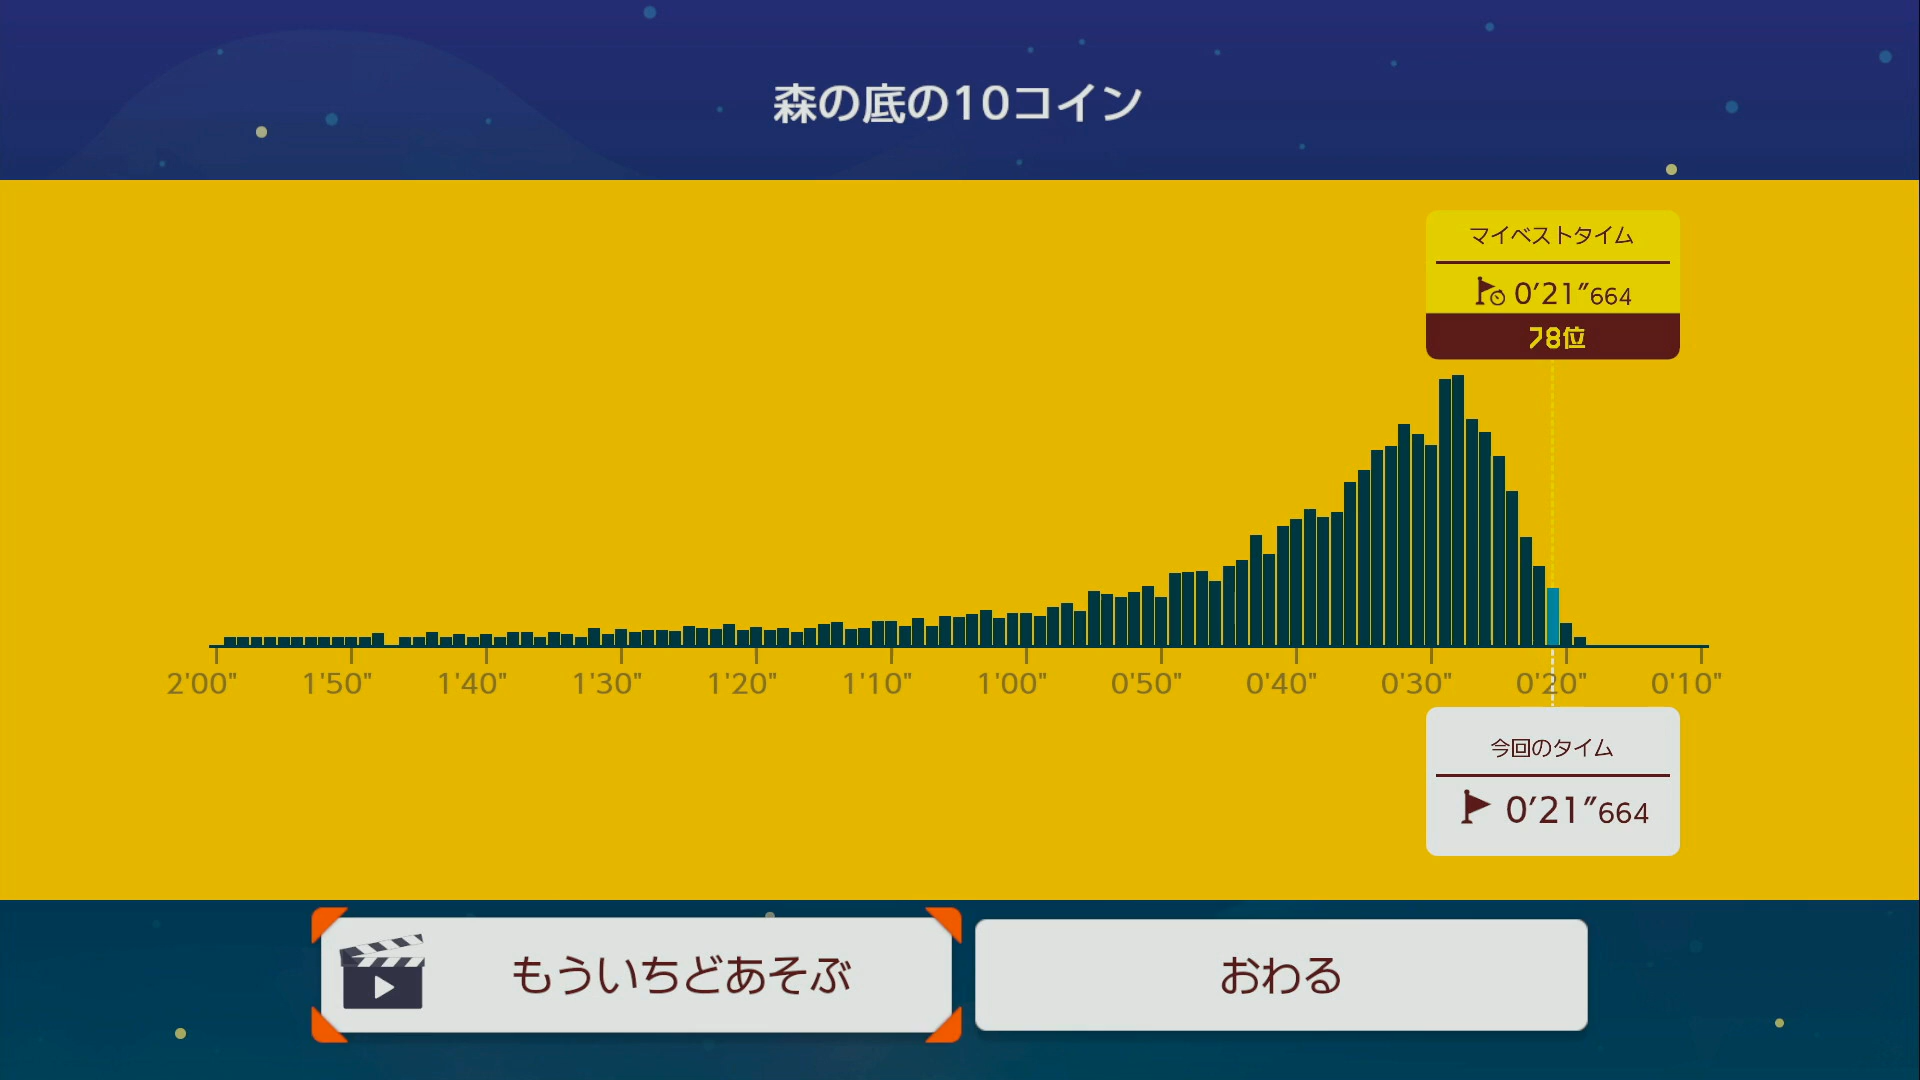 森の底の10コイン
マイベストタイム
0′21″664
78位
2'00" 1'50" 1'40" 1'30" 1'20" 1'10" 1'00" 0'50" 0'40" 0'30" 0'20" 0'10"
今回のタイム
0′21″664
もういちどあそぶ
おわる